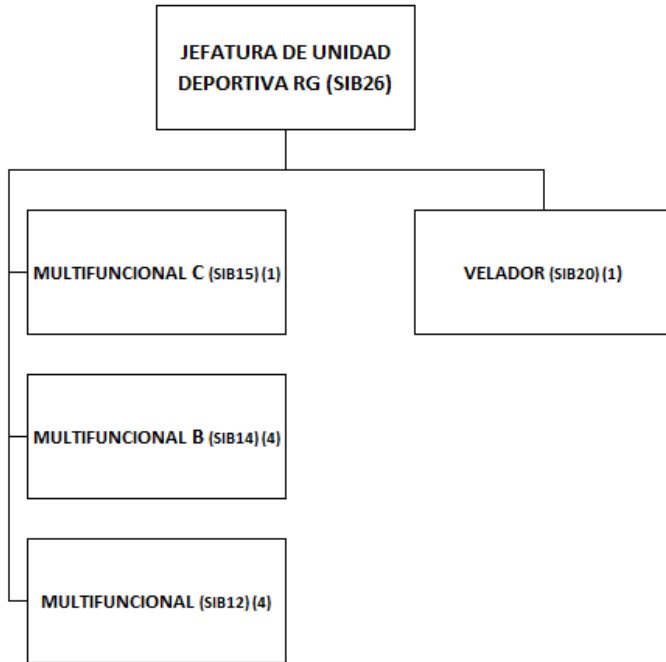 JEFATURA DE UNIDAD
DEPORTIVA RG (SIB26)
MULTIFUNCIONAL C (SIB15) (1)
VELADOR (SIB20) (1)
MULTIFUNCIONAL B (SIB14) (4)
MULTIFUNCIONAL (SIB12) (4)